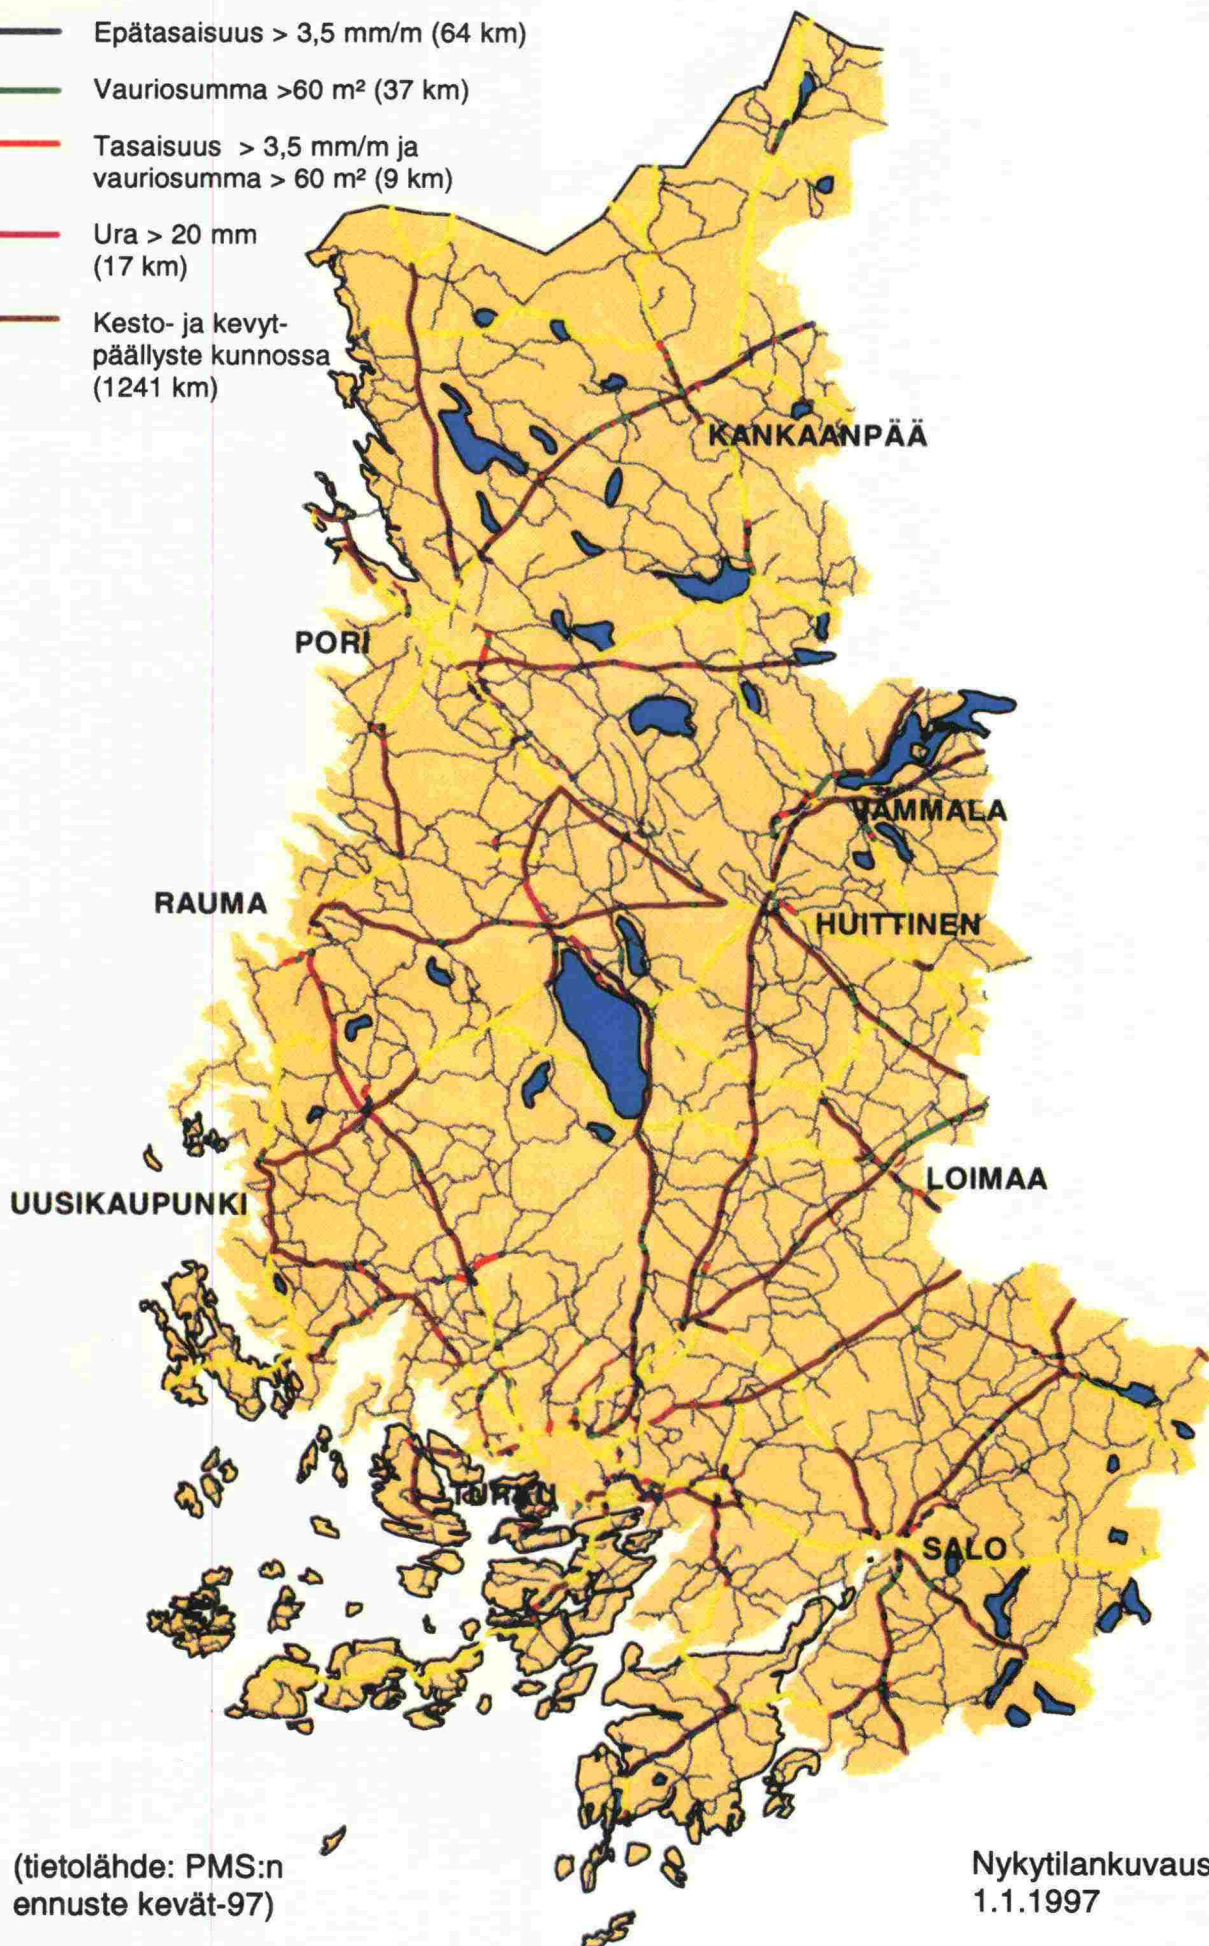 Epätasaisuus > 3,5 mm/m (64 km)
Vauriosumma >60 m² (37 km)
Tasaisuus > 3,5 mm/m ja
vauriosumma > 60 m² (9 km)
Ura > 20 mm
(17 km)
Kesto- ja kevyt-
päällyste kunnossa
(1241 km)
KANKAANPÄÄ
PORI
VAMMALA
RAUMA
HUITTINEN
LOIMAA
UUSIKAUPUNKI
TURKU
SALO
(tietolähde: PMS:n
ennuste kevät-97)
Nykytilankuvaus
1.1.1997